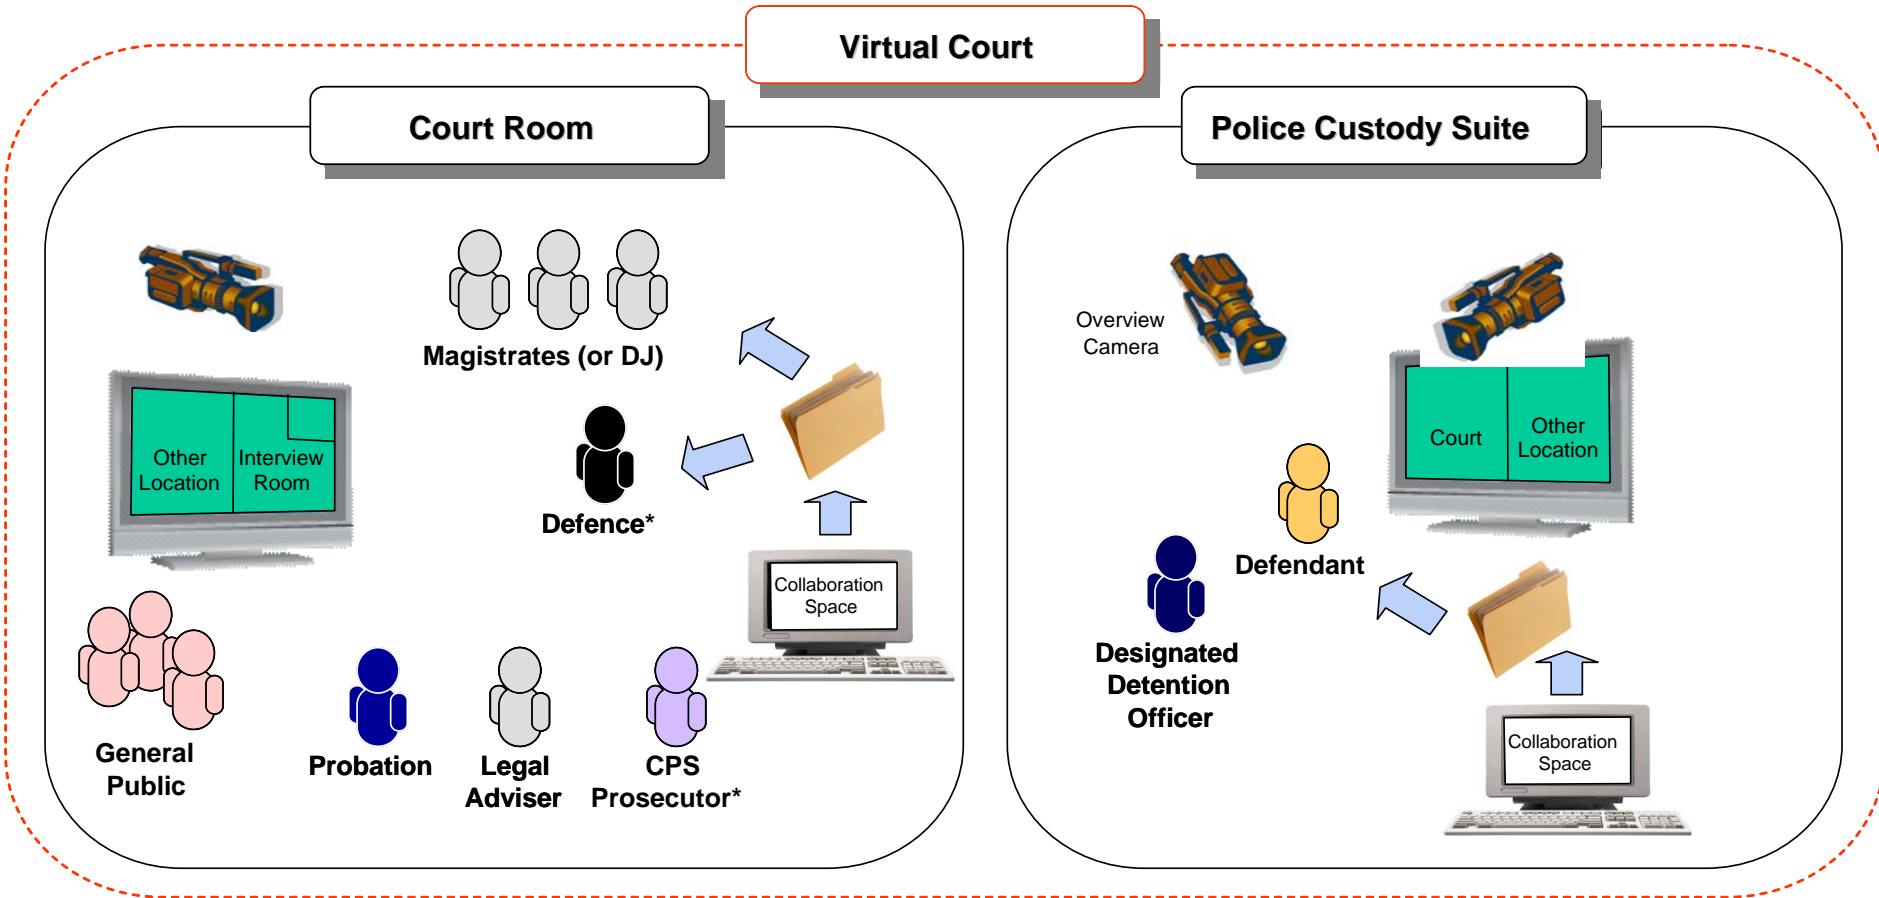 Virtual Court
Court Room
Magistrates (or DJ)
Other
Location
Interview
Room
Defence*
Collaboration
Space
General
Public
Probation
Legal
Adviser
CPS
Prosecutor*
Police Custody Suite
Overview
Camera
Court
Other
Location
Defendant
Designated
Detention
Officer
Collaboration
Space